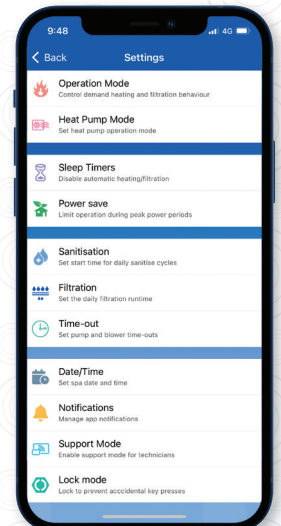 9:48
4G
Back
Settings
Operation Mode
Control demand heating and filtration behaviour
Heat Pump Mode
Set heat pump operation mode
Sleep Timers
Disable automatic heating/filtration
Power save
Limit operation during peak power periods
Sanitisation
Set start time for daily sanitise cycles
Filtration
Set the daily filtration runtime
Time-out
Set pump and blower time-outs
Date/Time
Set spa date and time
Notifications
Manage app notifications
Support Mode
Enable support mode for technicians
Lock mode
Lock to prevent acccidental key presses